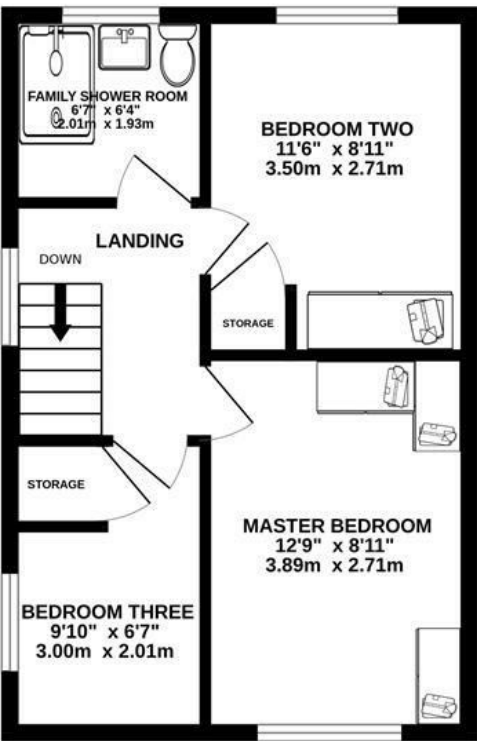 FAMILY SHOWER ROOM
6'7" x 6'4"
2.01m x 1.93m
BEDROOM TWO
11'6" x 8'11"
3.50m x 2.71m
LANDING
DOWN
STORAGE
STORAGE
MASTER BEDROOM
12'9" x 8'11"
3.89m x 2.71m
BEDROOM THREE
9'10" x 6'7"
3.00m x 2.01m